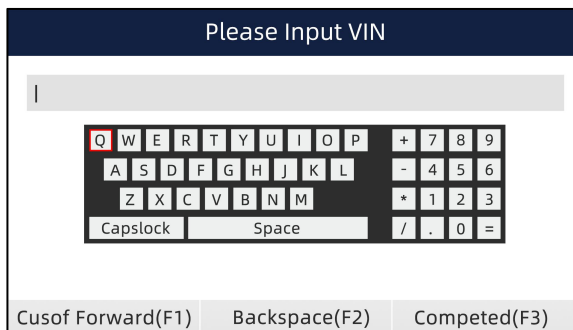 Please Input VIN
Q W E R T Y U I O P + 7 8 9
A S D F G H J K L - 4 5 6
Z X C V B N M * 1 2 3
Capslock Space / . 0 =
Cusof Forward(F1) Backspace(F2) Competed(F3)